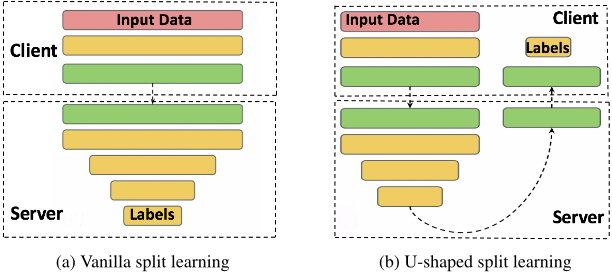 Input Data
Client
Server
Labels
(a) Vanilla split learning
Input Data
Client
Labels
Server
(b) U-shaped split learning